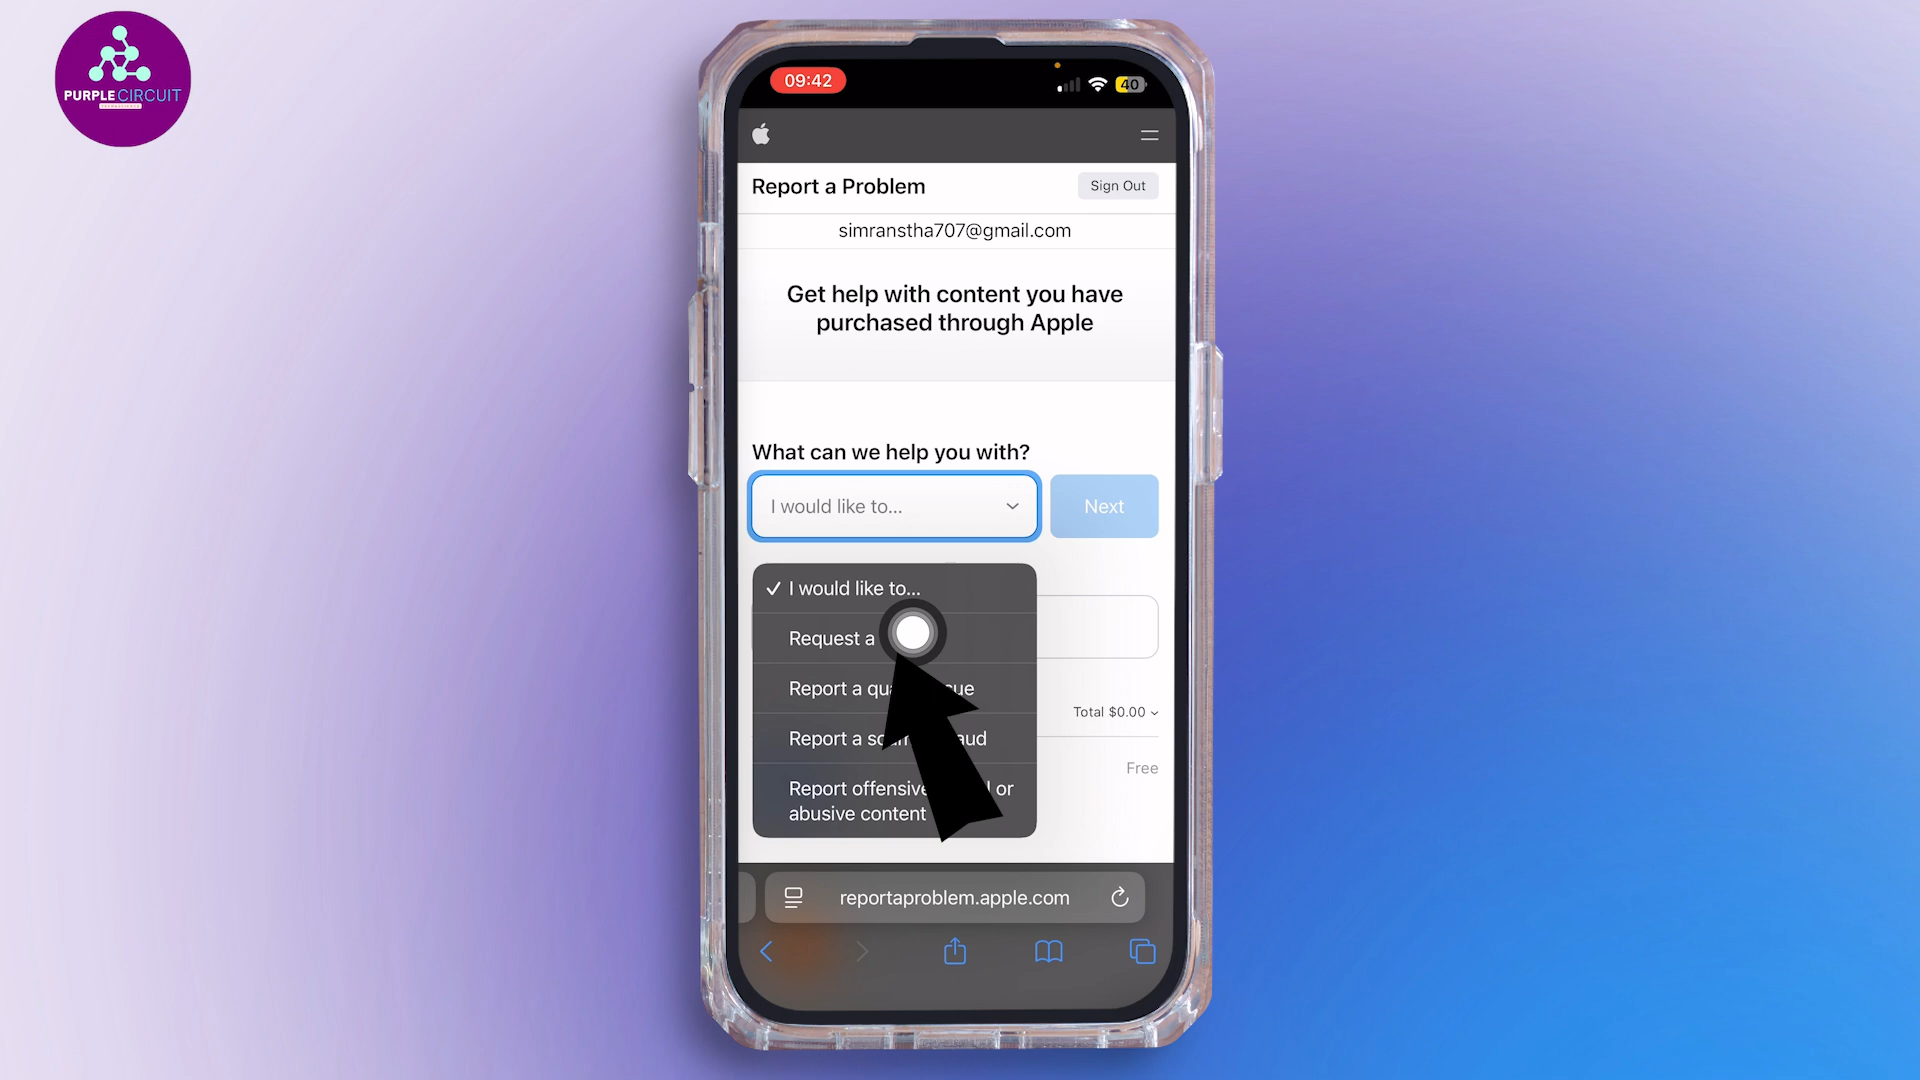 PURPLE CIRCUIT
09:42
40
Report a Problem
Sign Out
simranstha707@gmail.com
Get help with content you have
purchased through Apple
What can we help you with?
I would like to...
Next
✓ I would like to...
Request a
Report a
Report a
Total $0.00
Free
Report offensive or
abusive content
reportaproblem.apple.com